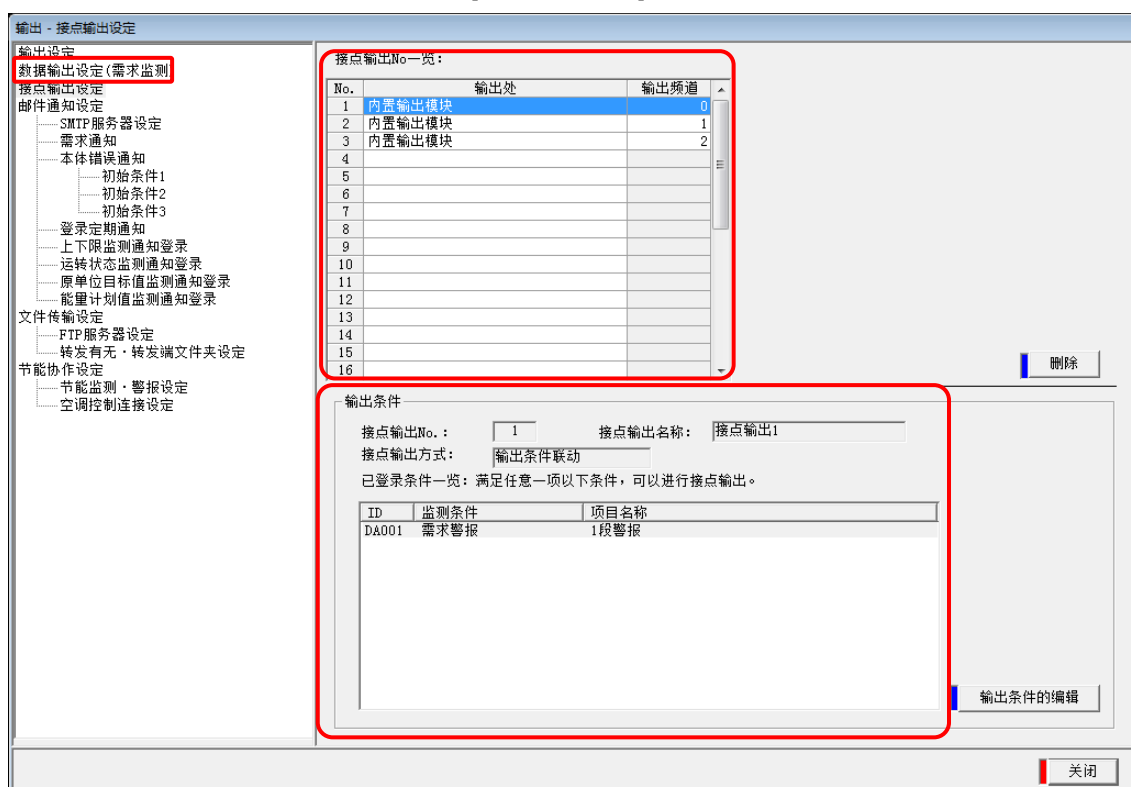 输出 - 接点输出设定
输出设定
数据输出设定(需求监测)
接点输出设定
邮件通知设定
SMTP服务器设定
需求通知
本体错误通知
初始条件1
初始条件2
初始条件3
登录定期通知
上下限监测通知登录
运转状态监测通知登录
原单位目标值监测通知登录
能量计划值监测通知登录
文件传输设定
FTP服务器设定
转发有无・转发端文件夹设定
节能协作设定
节能监测・警报设定
空调控制连接设定
接点输出No一览:
No. 输出处 输出频道
1 内置输出模块 0
2 内置输出模块 1
3 内置输出模块 2
4
5
6
7
8
9
10
11
12
13
14
15
16
删除
输出条件
接点输出No.: 1 接点输出名称: 接点输出1
接点输出方式: 输出条件联动
已登录条件一览: 满足任意一项以下条件,可以进行接点输出。
ID 监测条件 项目名称
DA001 需求警报 1段警报
输出条件的编辑
关闭